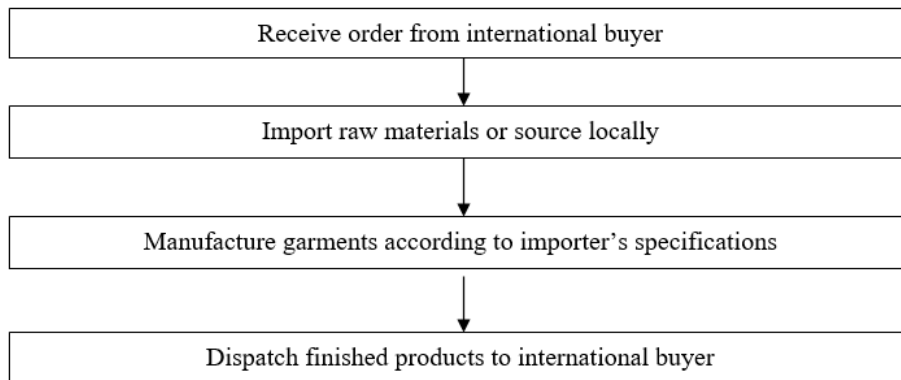 Receive order from international buyer
Import raw materials or source locally
Manufacture garments according to importer’s specifications
Dispatch finished products to international buyer